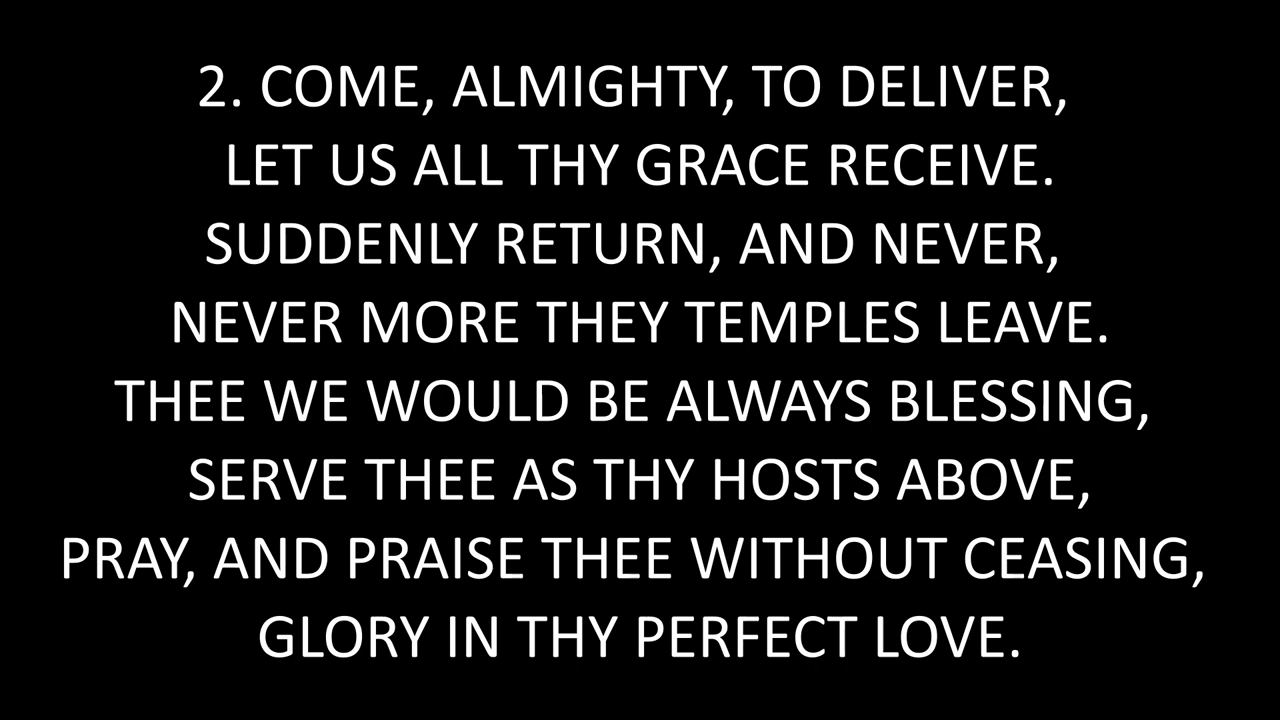 2. COME, ALMIGHTY, TO DELIVER,
LET US ALL THY GRACE RECEIVE.
SUDDENLY RETURN, AND NEVER,
NEVER MORE THEY TEMPLES LEAVE.
THEE WE WOULD BE ALWAYS BLESSING,
SERVE THEE AS THY HOSTS ABOVE,
PRAY, AND PRAISE THEE WITHOUT CEASING,
GLORY IN THY PERFECT LOVE.